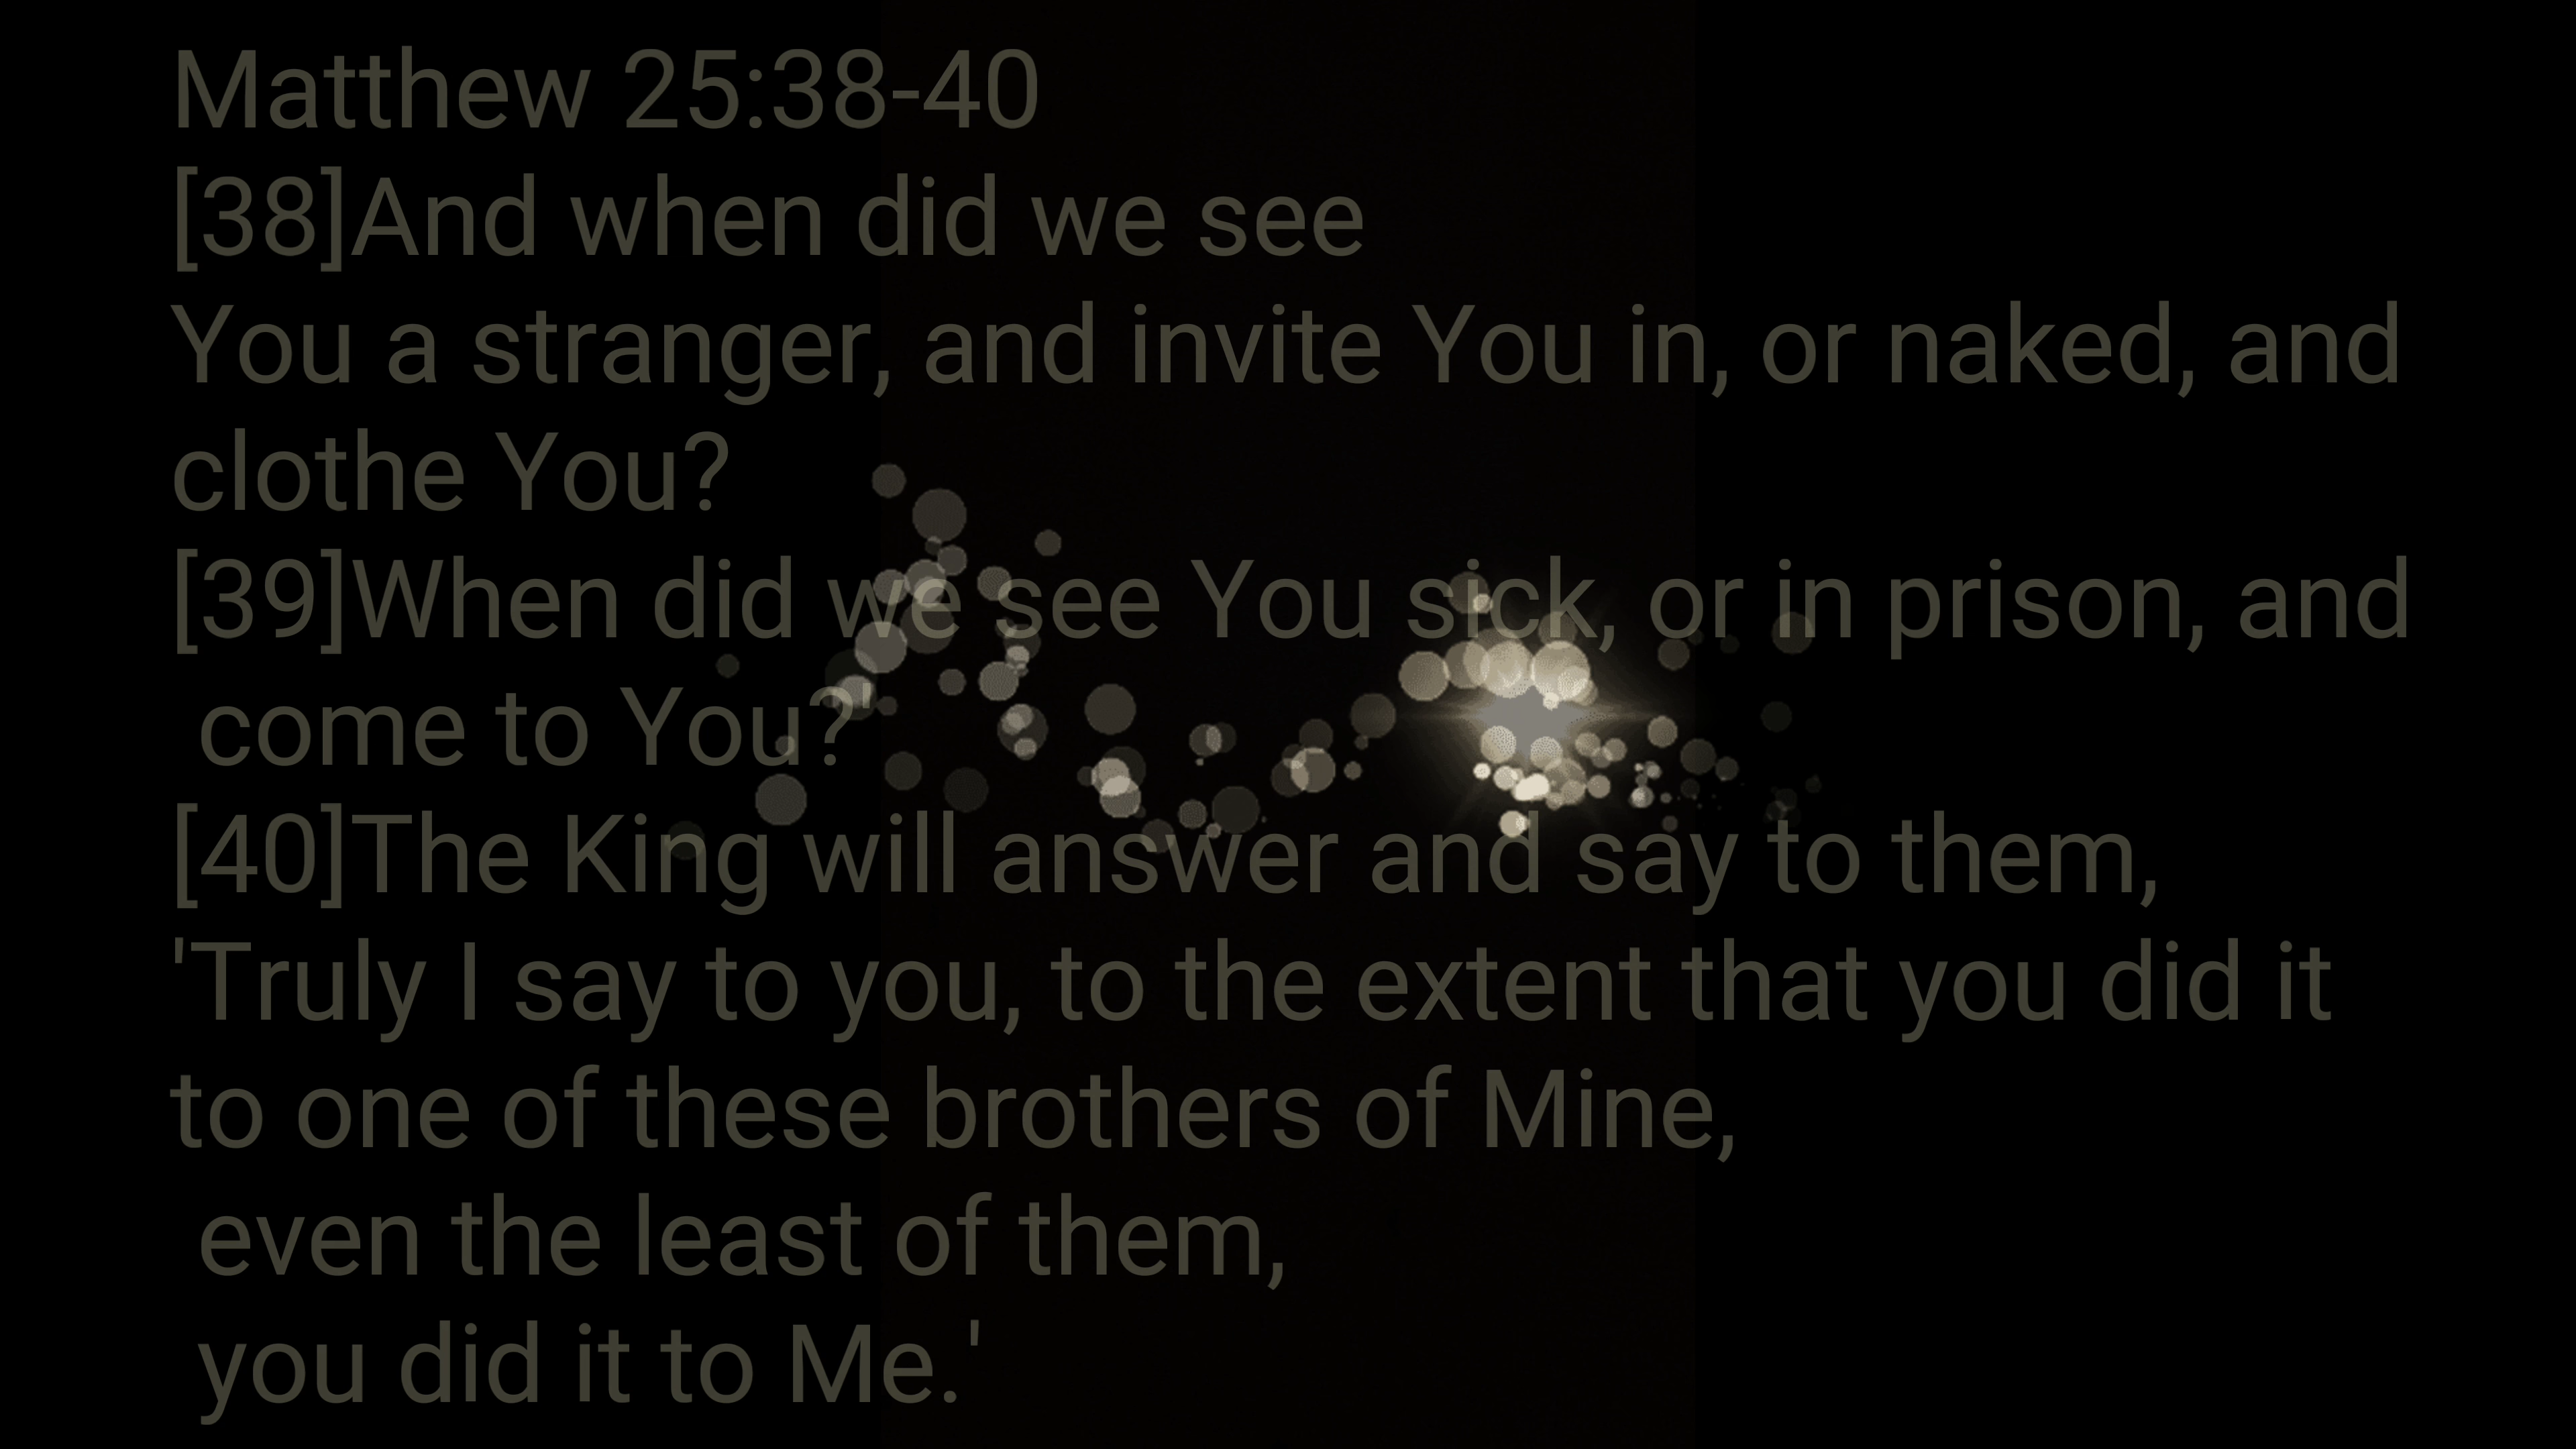 Matthew 25:38-40
[38]And when did we see
You a stranger, and invite You in, or naked, and
clothe You?
[39]When did we see You sick, or in prison, and
come to You?'
[40]The King will answer and say to them,
'Truly I say to you, to the extent that you did it
to one of these brothers of Mine,
even the least of them,
you did it to Me.'